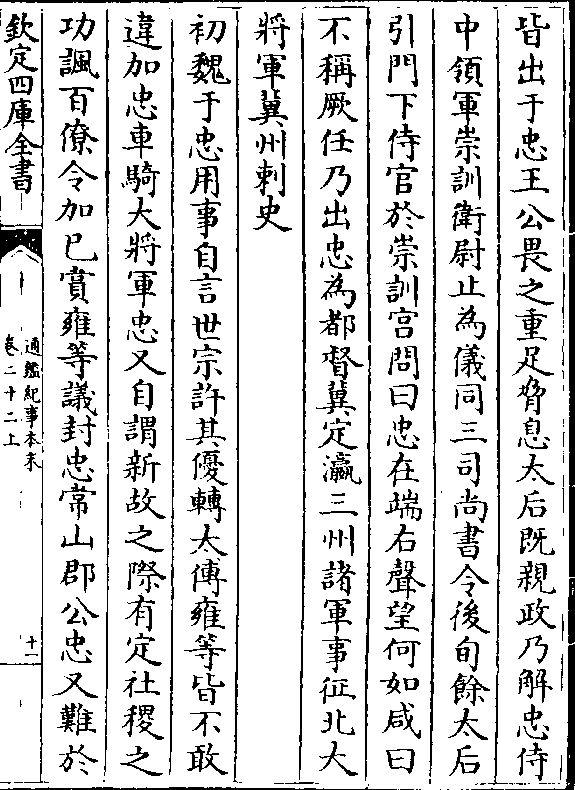 皆出于忠王公畏之重足脅息太后既親政乃解忠侍
中領軍崇訓衛尉止為儀同三司尚書令後旬餘太后
引門下侍官於崇訓宫問曰忠在端右聲望何如咸曰
不稱厥任乃出忠為都督冀定瀛三州諸軍事征北大
將軍冀州刺史
初魏于忠用事自言世宗許其優轉太傅雍等皆不敢
違加忠車騎大將軍忠又自謂新故之際有定社稷之
功諷百僚令加已賞雍等議封忠常山郡公忠又難於
欽定四庫全書
通鑑紀事本末
卷二十二上
十一